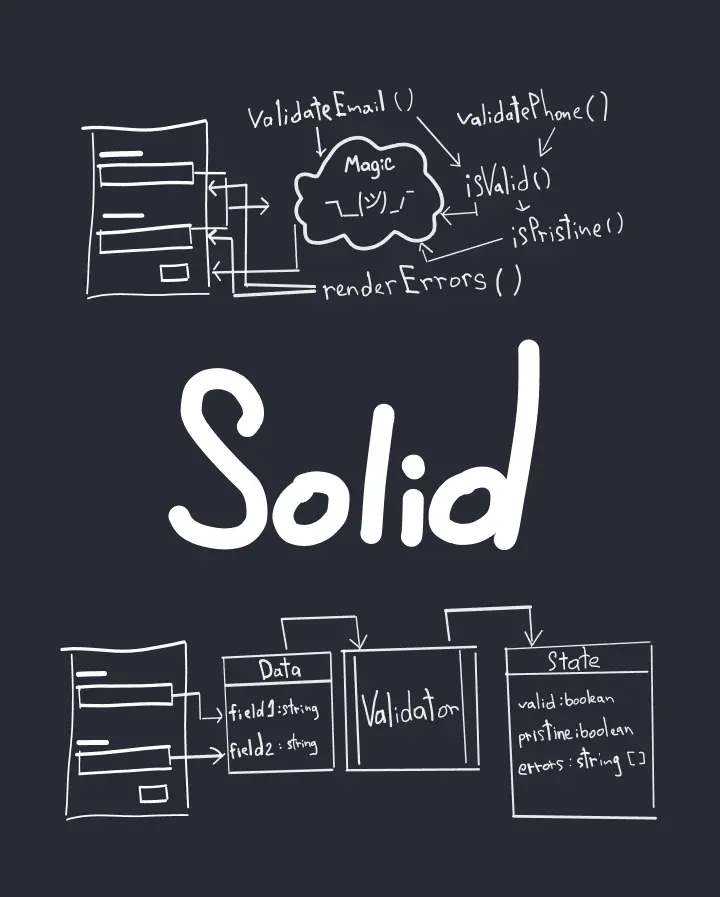 validateEmail()
validatePhone()
Magic
¯\_(ツ)_/¯
isValid()
isPristine()
renderErrors()
Solid
Data
field1:string
field2:string
Validator
State
valid:boolean
pristine:boolean
errors:string[]